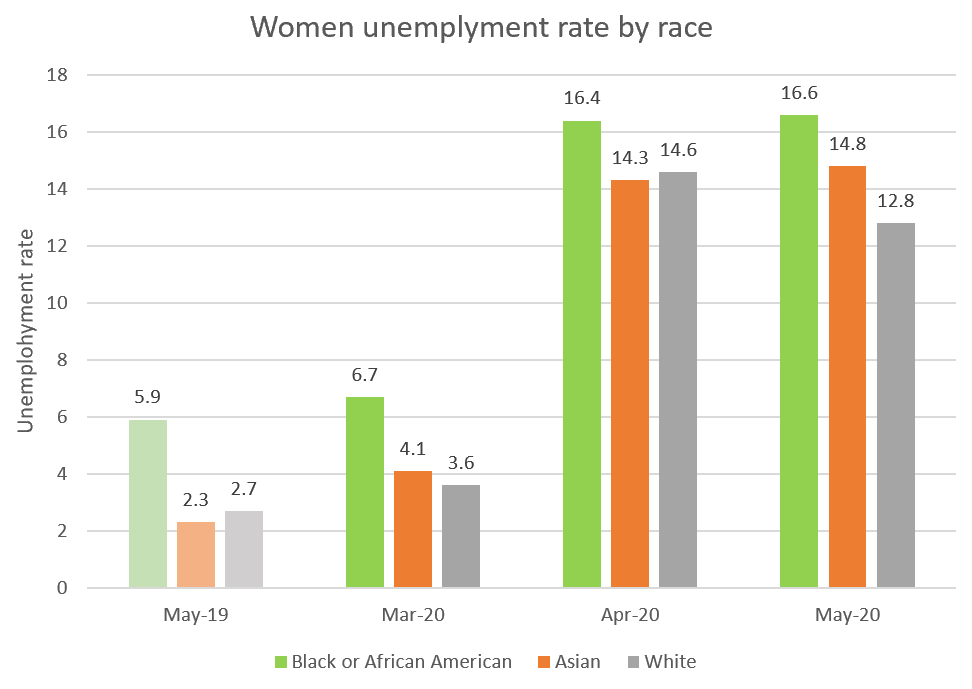 Women unemplyment rate by race
Unemplohyment rate
18
16
14
12
10
8
6
4
2
0
5.9
2.3
2.7
6.7
4.1
3.6
16.4
14.3
14.6
16.6
14.8
12.8
May-19
Mar-20
Apr-20
May-20
Black or African American
Asian
White